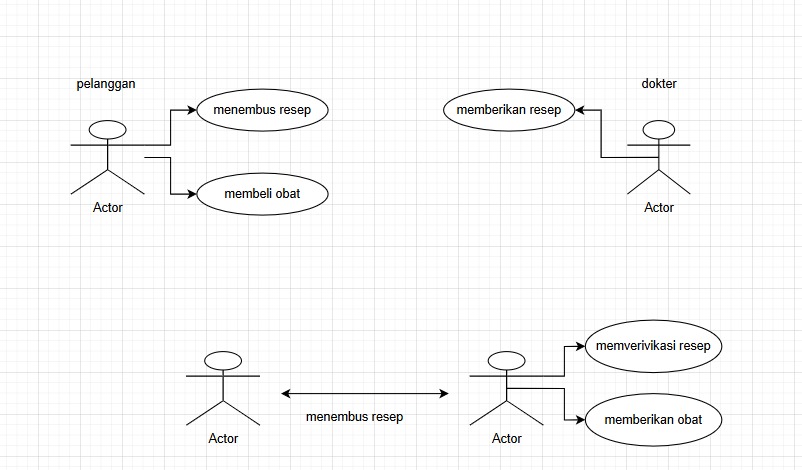 pelanggan
dokter
menembus resep
memberikan resep
membeli obat
Actor
Actor
memverivikasi resep
menembus resep
memberikan obat
Actor
Actor